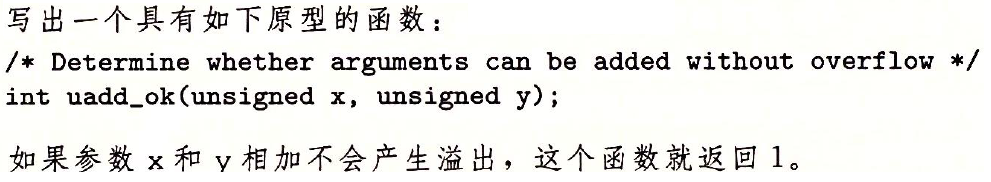 写出一个具有如下原型的函数：
/* Determine whether arguments can be added without overflow */
int uadd_ok(unsigned x, unsigned y);
如果参数 x 和 y 相加不会产生溢出，这个函数就返回 1。